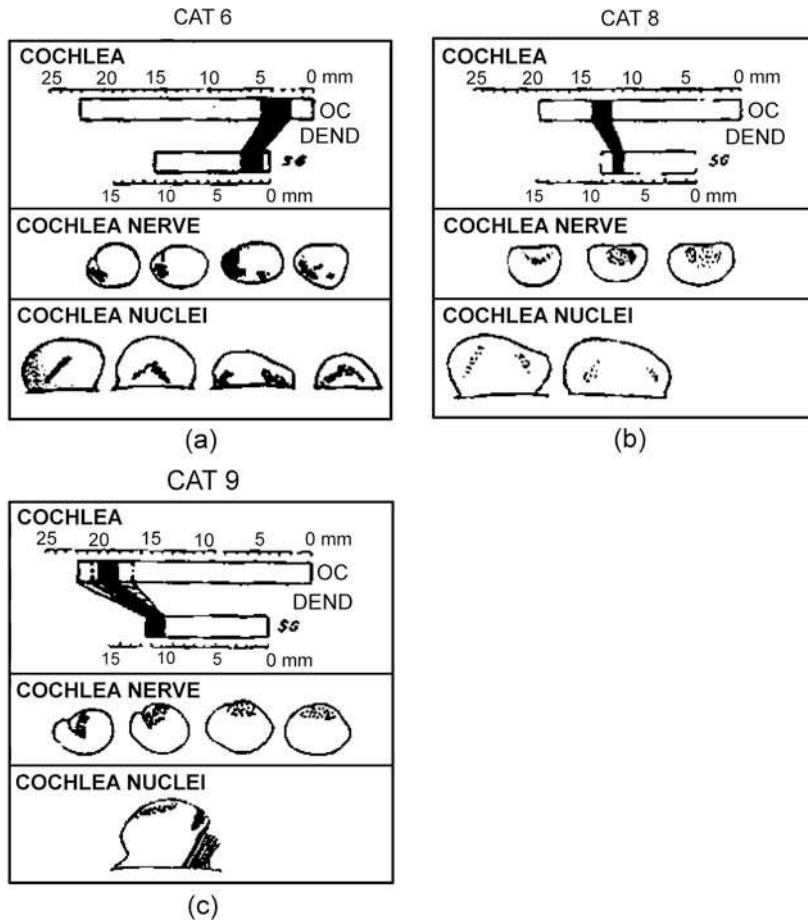 CAT 6
COCHLEA
25 20 15 10 5 0 mm
OC
DEND
SG
15 10 5 0 mm
COCHLEA NERVE
COCHLEA NUCLEI
(a)
CAT 8
COCHLEA
25 20 15 10 5 0 mm
OC
DEND
SG
15 10 5 0 mm
COCHLEA NERVE
COCHLEA NUCLEI
(b)
CAT 9
COCHLEA
25 20 15 10 5 0 mm
OC
DEND
SG
15 10 5 0 mm
COCHLEA NERVE
COCHLEA NUCLEI
(c)